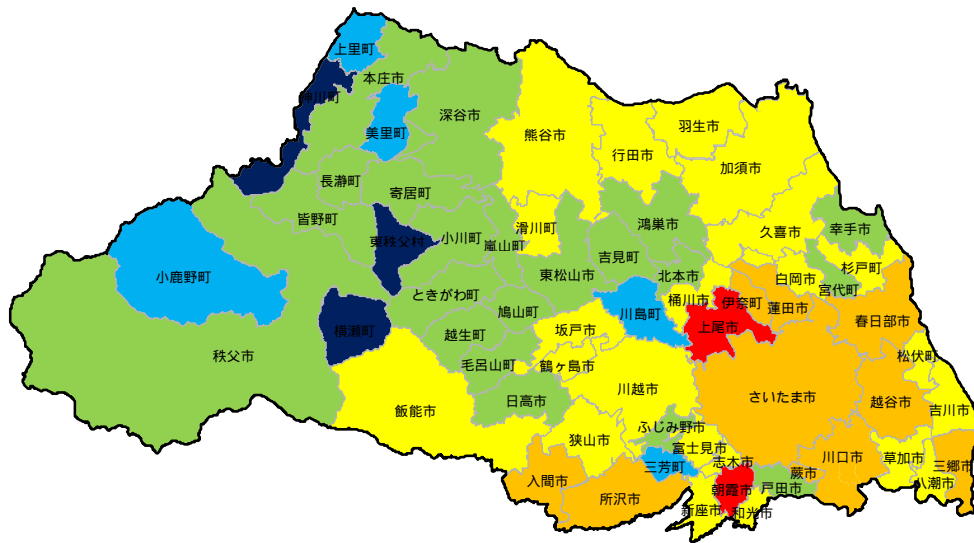 上里町
本庄市
神川町
深谷市
美里町
熊谷市
羽生市
行田市
加須市
長瀞町
寄居町
皆野町
東秩父村
小川町
嵐山町
滑川町
鴻巣市
久喜市
幸手市
吉見町
東松山市
北本市
白岡市
杉戸町
宮代町
小鹿野町
ときがわ町
鳩山町
川島町
桶川市
伊奈町
蓮田市
上尾市
春日部市
横瀬町
越生町
坂戸市
秩父市
毛呂山町
鶴ヶ島市
松伏町
飯能市
日高市
川越市
さいたま市
越谷市
吉川市
ふじみ野市
狭山市
富士見市
三芳町
志木市
川口市
草加市
三郷市
入間市
所沢市
朝霞市
戸田市
蕨市
八潮市
新座市
和光市